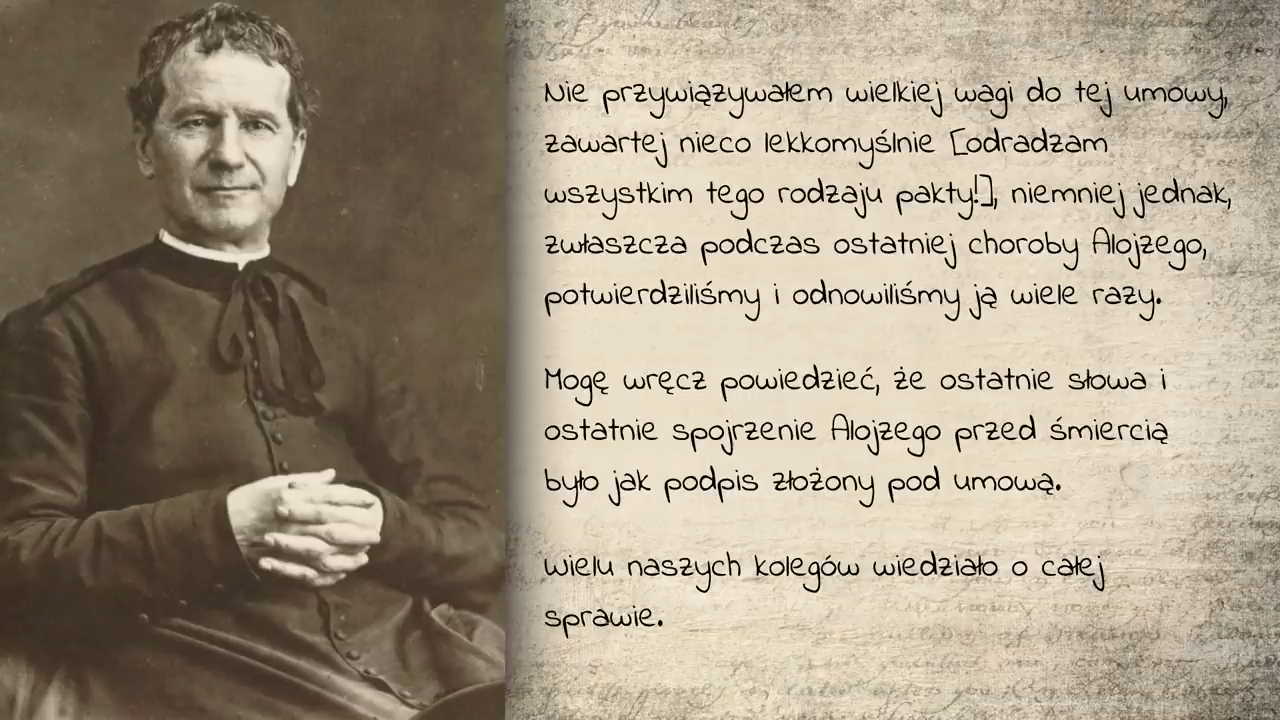 Nie przywiązywałem wielkiej wagi do tej umowy,
zawartej nieco lekkomyślnie [odradzam
wszystkim tego rodzaju pakty!], niemniej jednak,
zwłaszcza podczas ostatniej choroby Alojzego,
potwierdziliśmy i odnowiliśmy ją wiele razy.
Mogę wręcz powiedzieć, że ostatnie słowa i
ostatnie spojrzenie Alojzego przed śmiercią
było jak podpis złożony pod umową.
Wielu naszych kolegów wiedziało o całej
sprawie.